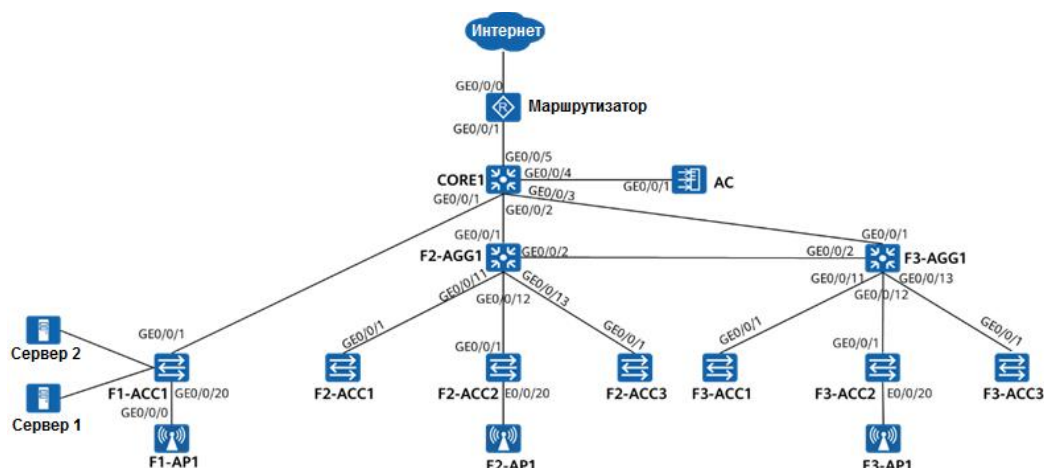 Интернет
GE0/0/0
Маршрутизатор
GE0/0/1
GE0/0/5
CORE1
GE0/0/4
GE0/0/1
AC
GE0/0/1
GE0/0/3
GE0/0/2
GE0/0/1
GE0/0/1
F2-AGG1
GE0/0/2
GE0/0/2
F3-AGG1
GE0/0/11
GE0/0/12
GE0/0/13
GE0/0/11
GE0/0/12
GE0/0/13
GE0/0/1
Сервер 2
GE0/0/1
GE0/0/1
GE0/0/1
GE0/0/1
GE0/0/1
GE0/0/1
Сервер 1
F1-ACC1
GE0/0/20
GE0/0/0
F2-ACC1
F2-ACC2
E0/0/20
F2-ACC3
F3-ACC1
F3-ACC2
E0/0/20
F3-ACC3
F1-AP1
F2-AP1
F3-AP1